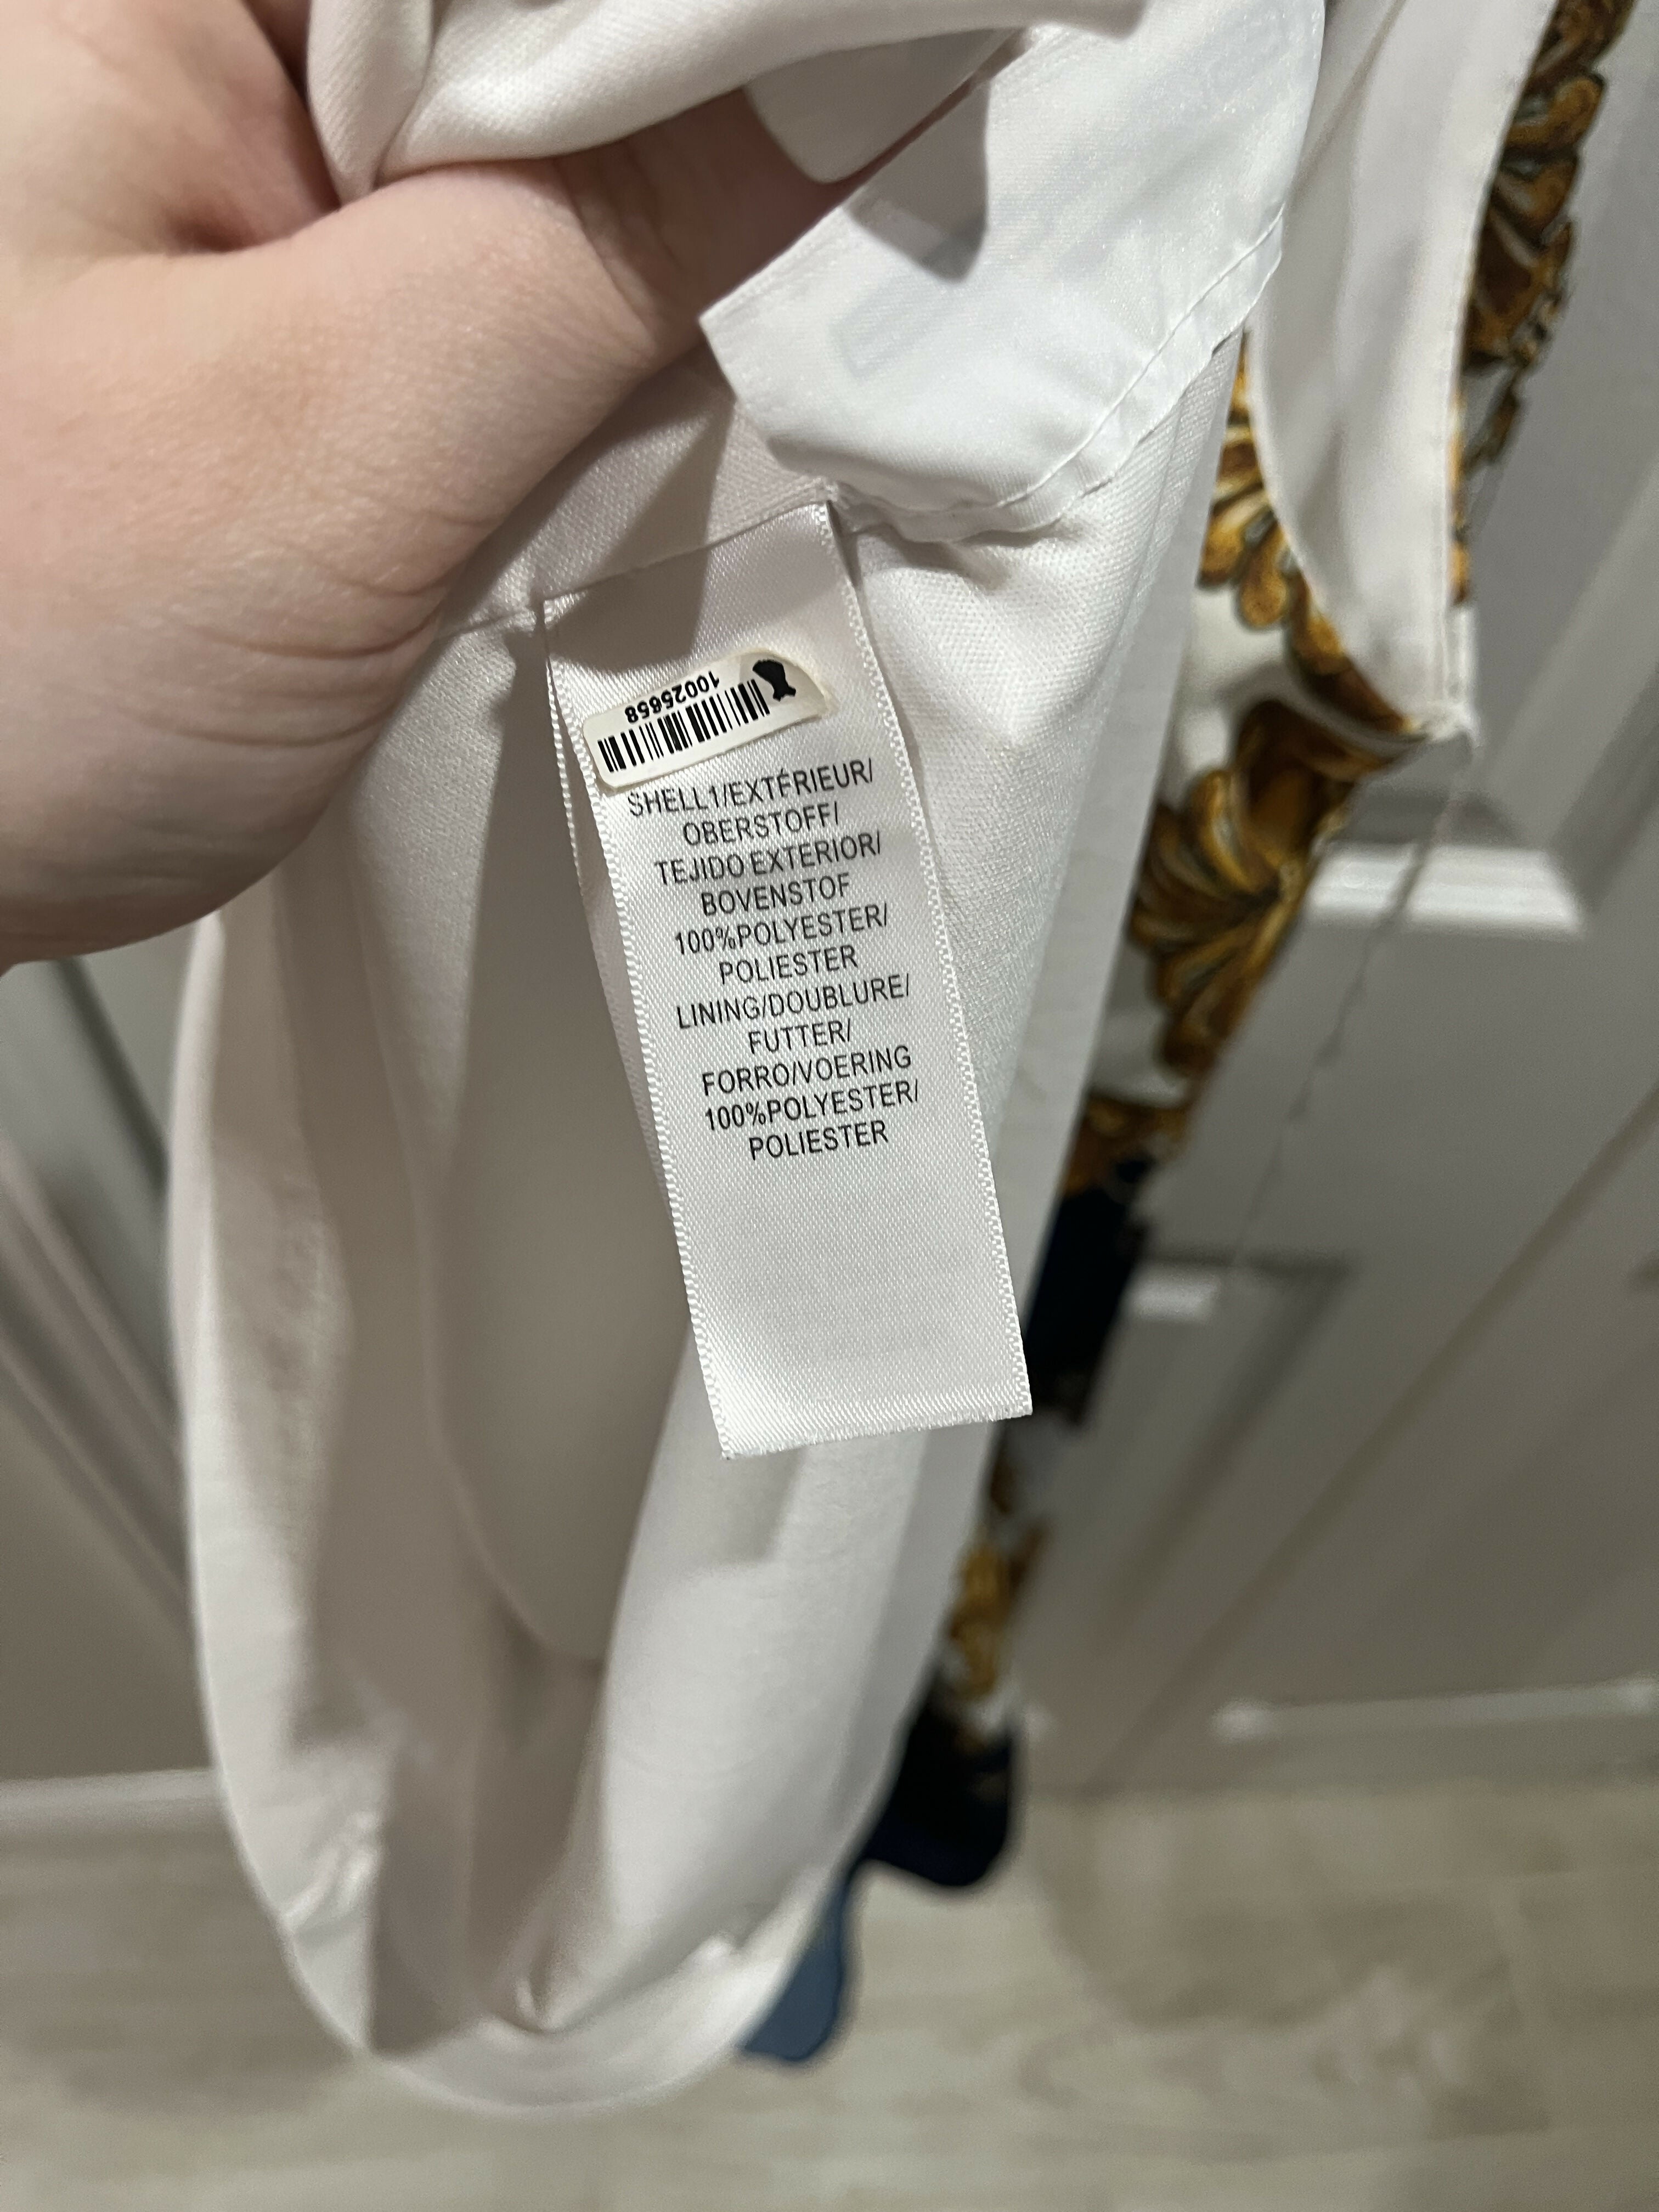 10025658
SHELL1/EXTÉRIEUR/
OBERSTOFF/
TEJIDO EXTERIOR/
BOVENSTOF
100%POLYESTER/
POLIESTER
LINING/DOUBLURE/
FUTTER/
FORRO/VOERING
100%POLYESTER/
POLIESTER